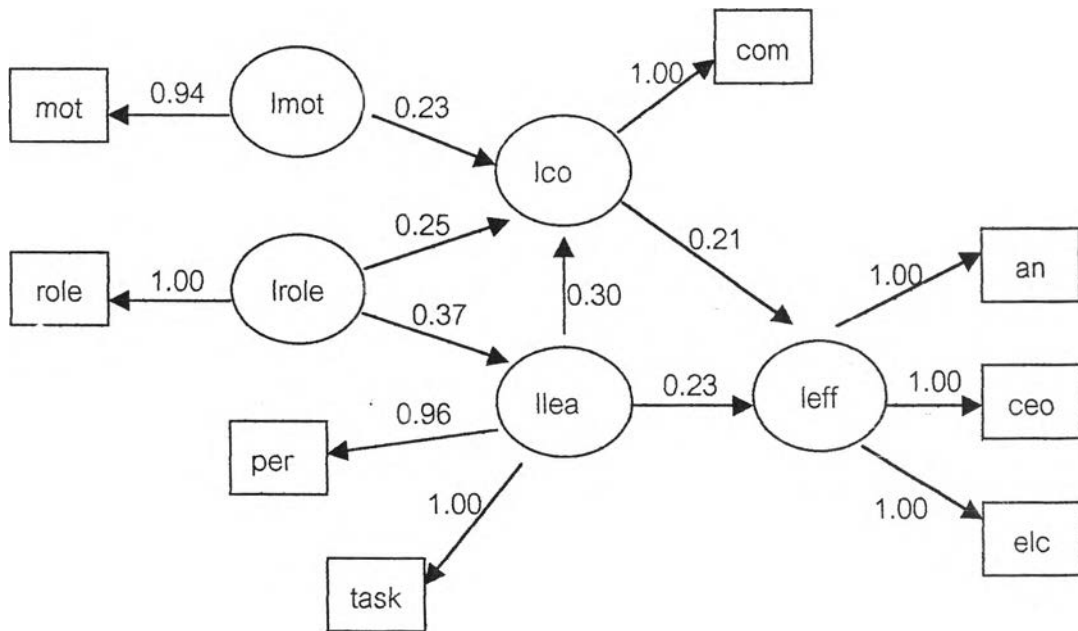 com
1.00
mot
0.94
lmot
0.23
lco
0.25
0.21
role
1.00
lrole
1.00
an
0.30
0.37
llea
0.23
leff
1.00
ceo
0.96
per
1.00
1.00
elc
task